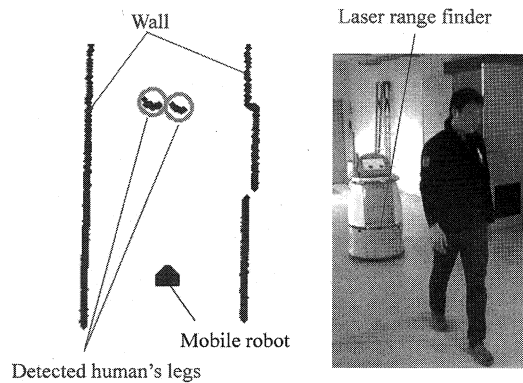 Wall
Laser range finder
Mobile robot
Detected human's legs